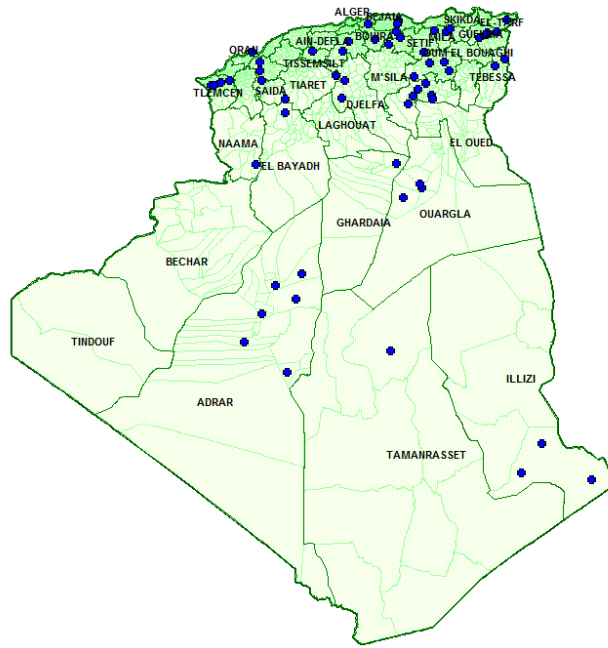 ALGER
BEJAIA
SKIKDA
EL-TARF
ORAN
AIN-DEFLA
BOUIRA
SETIF
MILA
GUELMA
TISSEMSILT
OUM-EL BOUAGHI
TLEMCEN
SAIDA
TIARET
M'SILA
TEBESSA
DJELFA
LAGHOUAT
NAAMA
EL OUED
EL BAYADH
GHARDAIA
OUARGLA
BECHAR
TINDOUF
ILLIZI
ADRAR
TAMANRASSET